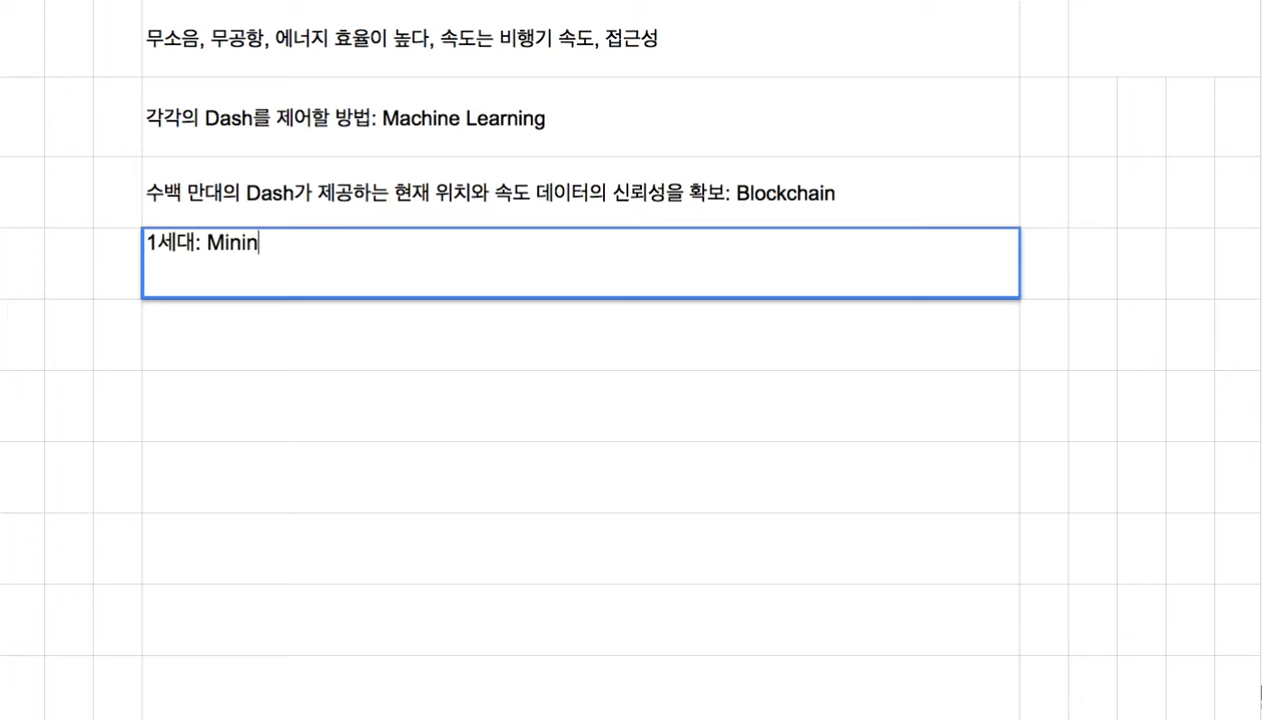 무소음, 무공항, 에너지 효율이 높다, 속도는 비행기 속도, 접근성
각각의 Dash를 제어할 방법: Machine Learning
수백 만대의 Dash가 제공하는 현재 위치와 속도 데이터의 신뢰성을 확보: Blockchain
1세대: Minin